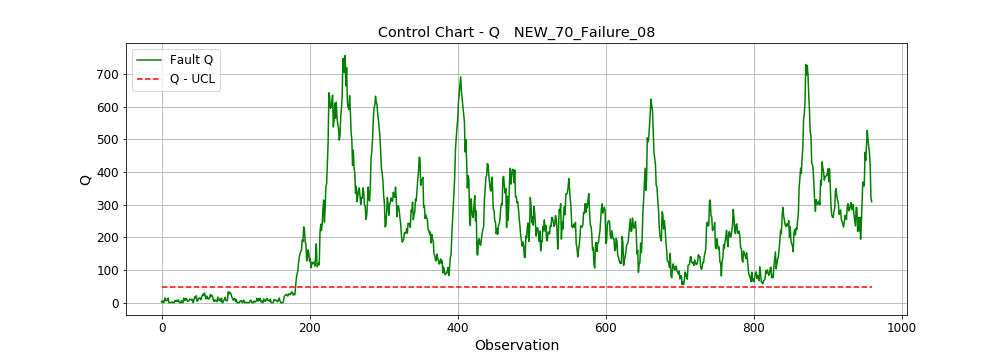 Control Chart - Q   NEW_70_Failure_08
Fault Q
Q - UCL
700
600
500
400
300
200
100
0
Q
0 200 400 600 800 1000
Observation